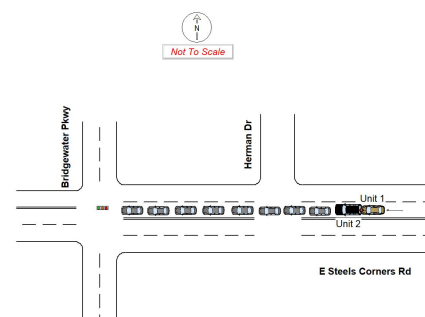 N
Not To Scale
Bridgewater Pkwy
Herman Dr
Unit 1
Unit 2
E Steels Corners Rd